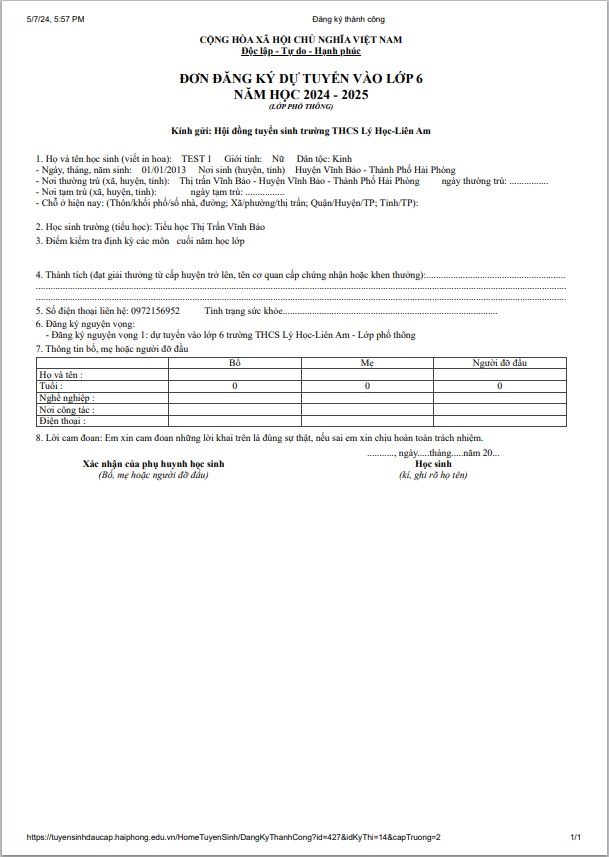 5/7/24, 5:57 PM Đăng ký thành công
CỘNG HÒA XÃ HỘI CHỦ NGHĨA VIỆT NAM
Độc lập - Tự do - Hạnh phúc
ĐƠN ĐĂNG KÝ DỰ TUYỂN VÀO LỚP 6
NĂM HỌC 2024 - 2025
(LỚP PHỔ THÔNG)
Kính gửi: Hội đồng tuyển sinh trường THCS Lý Học-Liên Am
1. Họ và tên học sinh (viết in hoa): TEST 1 Giới tính: Nữ Dân tộc: Kinh
- Ngày, tháng, năm sinh: 01/01/2013 Nơi sinh (huyện, tỉnh) Huyện Vĩnh Bảo - Thành Phố Hải Phòng
- Nơi thường trú (xã, huyện, tỉnh): Thị trấn Vĩnh Bảo - Huyện Vĩnh Bảo - Thành Phố Hải Phòng ngày thường trú: ................
- Nơi tạm trú (xã, huyện, tỉnh): ngày tạm trú: ................
- Chỗ ở hiện nay: (Thôn/khối phố/số nhà, đường; Xã/phường/thị trấn; Quận/Huyện/TP; Tỉnh/TP):
2. Học sinh trường (tiểu học): Tiểu học Thị Trấn Vĩnh Bảo
3. Điểm kiểm tra định kỳ các môn cuối năm học lớp
4. Thành tích (đạt giải thưởng từ cấp huyện trở lên, tên cơ quan cấp chứng nhận hoặc khen thưởng):..........................................................
....................................................................................................................................................................................
....................................................................................................................................................................................
5. Số điện thoại liên hệ: 0972156952 Tình trạng sức khỏe..........................................................................................
6. Đăng ký nguyện vọng:
- Đăng ký nguyện vọng 1: dự tuyển vào lớp 6 trường THCS Lý Học-Liên Am - Lớp phổ thông
7. Thông tin bố, mẹ hoặc người đỡ đầu
Bố Mẹ Người đỡ đầu
Họ và tên :
Tuổi : 0 0 0
Nghề nghiệp :
Nơi công tác :
Điện thoại :
8. Lời cam đoan: Em xin cam đoan những lời khai trên là đúng sự thật, nếu sai em xin chịu hoàn toàn trách nhiệm.
..........., ngày.....tháng.....năm 20...
Xác nhận của phụ huynh học sinh Học sinh
(Bố, mẹ hoặc người đỡ đầu) (kí, ghi rõ họ tên)
https://tuyensinhdaucap.haiphong.edu.vn/HomeTuyenSinh/DangKyThanhCong?id=427&idKyThi=14&capTruong=2 1/1